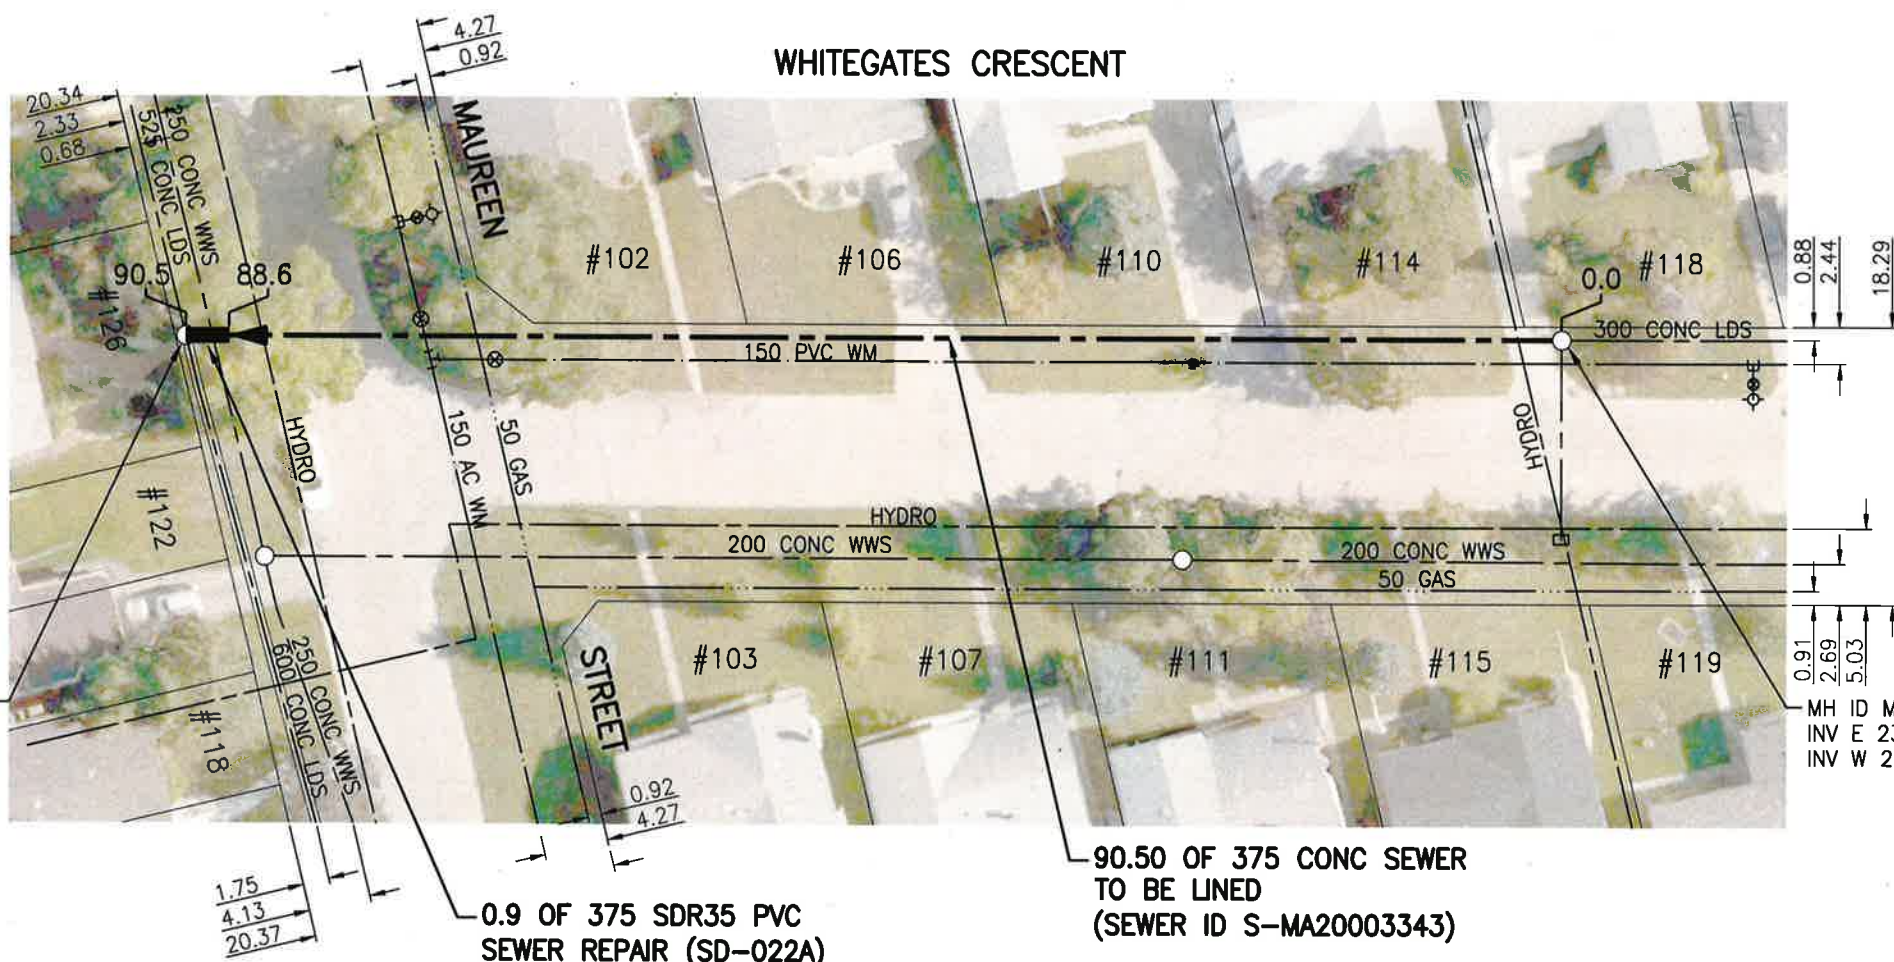 WHITEGATES CRESCENT
4.27
0.92
20.34
2.33
0.68
250 CONC WWS
525 CONC LDS
MAUREEN
#102
#106
#110
#114
#118
0.88
2.44
18.29
90.5
88.6
0.0
#126
300 CONC LDS
150 PVC WM
HYDRO
150 AC WM
50 GAS
HYDRO
#122
HYDRO
200 CONC WWS
200 CONC WWS
50 GAS
250 CONC WWS
600 CONC LDS
#118
STREET
#103
#107
#111
#115
#119
0.91
2.69
5.03
MH ID M
INV E 23
INV W 2
0.92
4.27
1.75
4.13
20.37
0.9 OF 375 SDR35 PVC
SEWER REPAIR (SD-022A)
90.50 OF 375 CONC SEWER
TO BE LINED
(SEWER ID S-MA20003343)